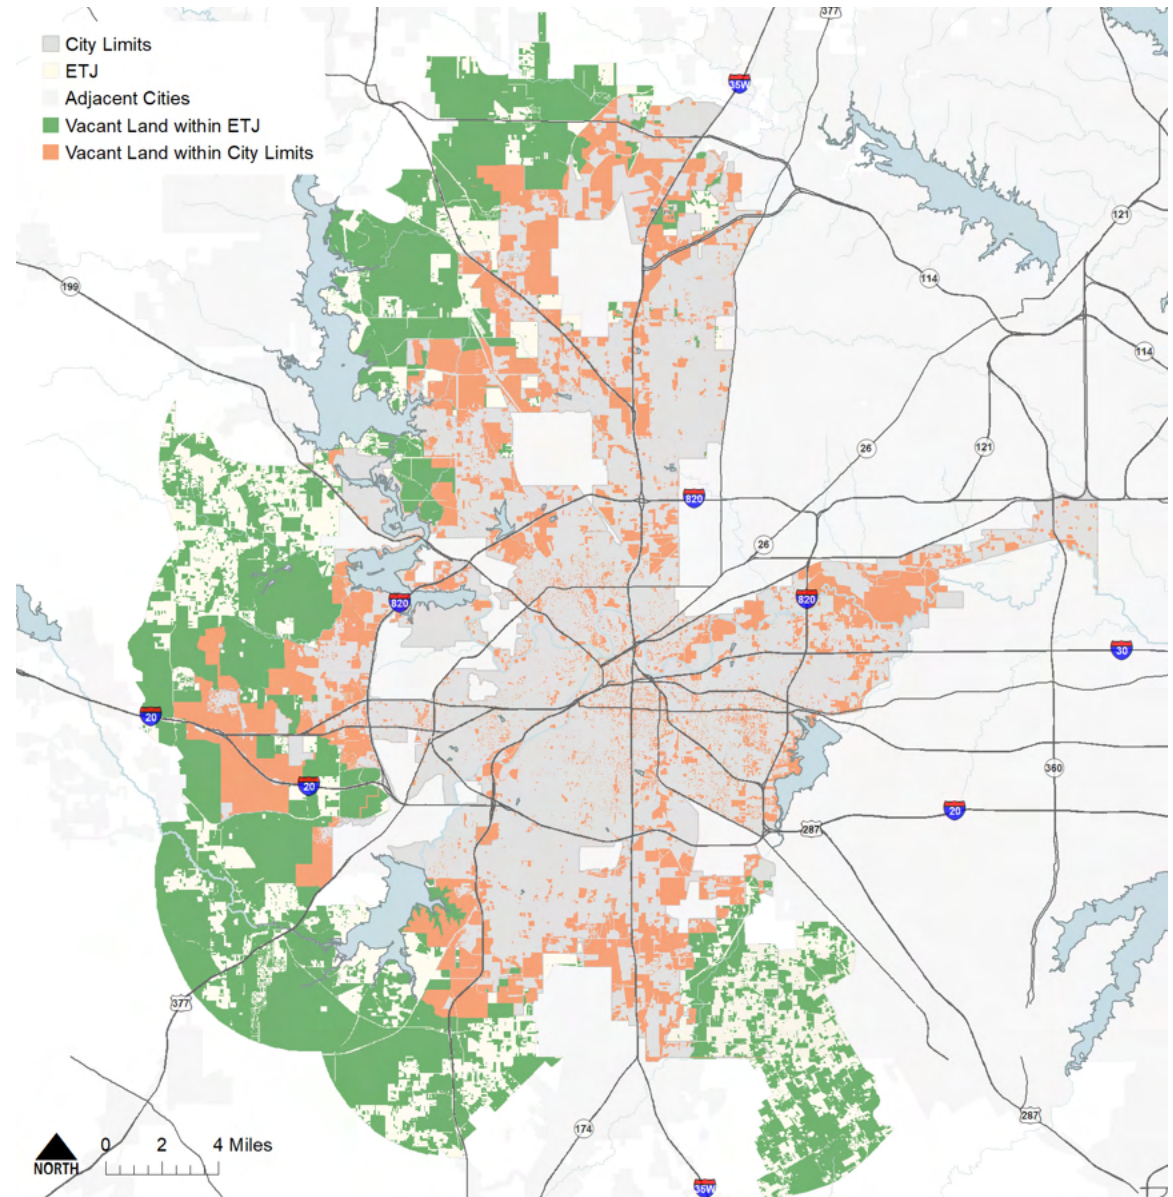 377
City Limits
ETJ
Adjacent Cities
Vacant Land within ETJ
Vacant Land within City Limits
35W
121
114
199
114
26
121
820
26
820
820
30
20
360
20
20
287
377
287
174
0 2 4 Miles
NORTH
35W